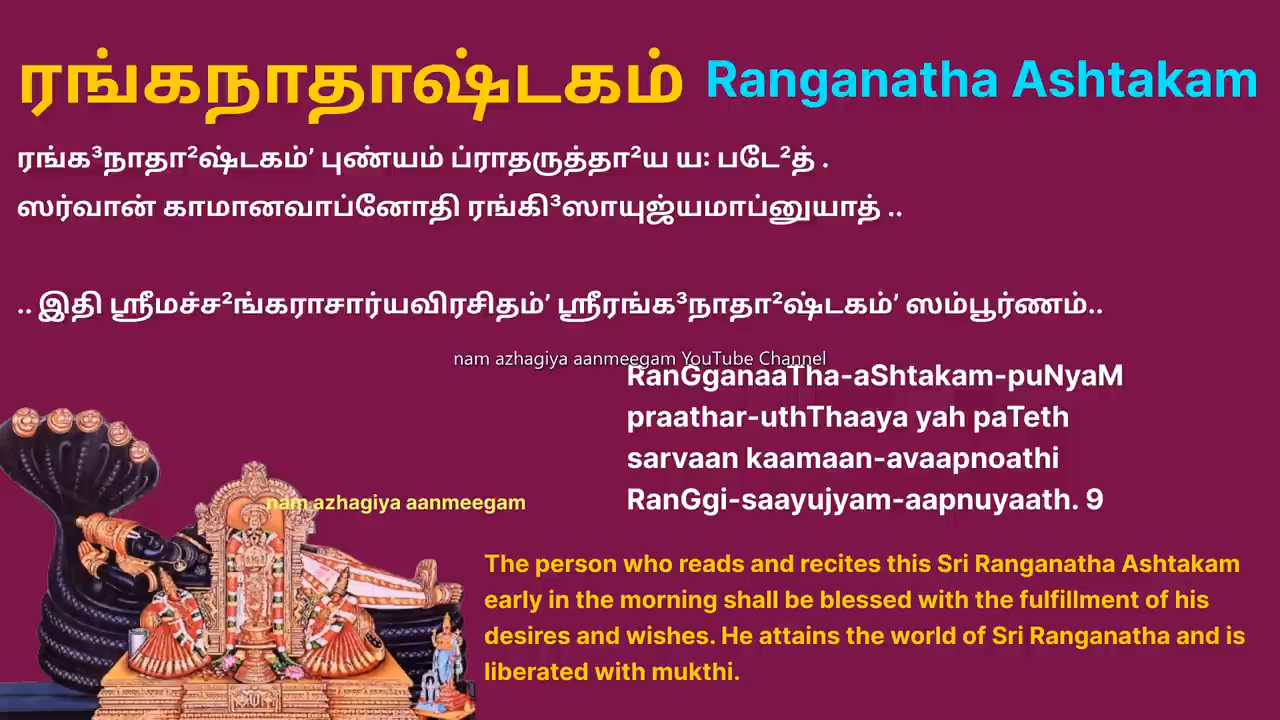 ரங்கநாதாஷ்டகம் Ranganatha Ashtakam
ரங்க³நாதா²ஷ்டகம்ʼ புண்யம் ப்ராதருத்தா²ய ய꞉ படே²த் .
ஸர்வான் காமானவாப்னோதி ரங்கி³ஸாயுஜ்யமாப்னுயாத் ..
.. இதி ஶ்ரீமச்ச²ங்கராசார்யவிரசிதம்ʼ ஶ்ரீரங்க³நாதா²ஷ்டகம்ʼ ஸம்பூர்ணம்..
nam azhagiya aanmeegam YouTube Channel
RanGganaaTha-aShtakam-puNyaM
praathar-uthThaaya yah paTeth
sarvaan kaamaan-avaapnoathi
RanGgi-saayujyam-aapnuyaath. 9
nam azhagiya aanmeegam
The person who reads and recites this Sri Ranganatha Ashtakam
early in the morning shall be blessed with the fulfillment of his
desires and wishes. He attains the world of Sri Ranganatha and is
liberated with mukthi.